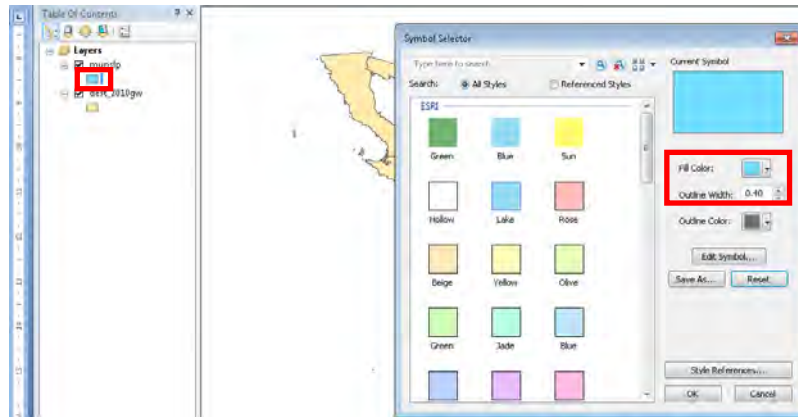 Table Of Contents
Layers
munslp
dest_2010gw
Symbol Selector
Type here to search
Search:
All Styles
Referenced Styles
ESRI
Green
Blue
Sun
Hollow
Lake
Rose
Beige
Yellow
Olive
Green
Jade
Blue
Current Symbol
Fill Color:
Outline Width:
0.40
Outline Color:
Edit Symbol...
Save As...
Reset
Style References...
OK
Cancel